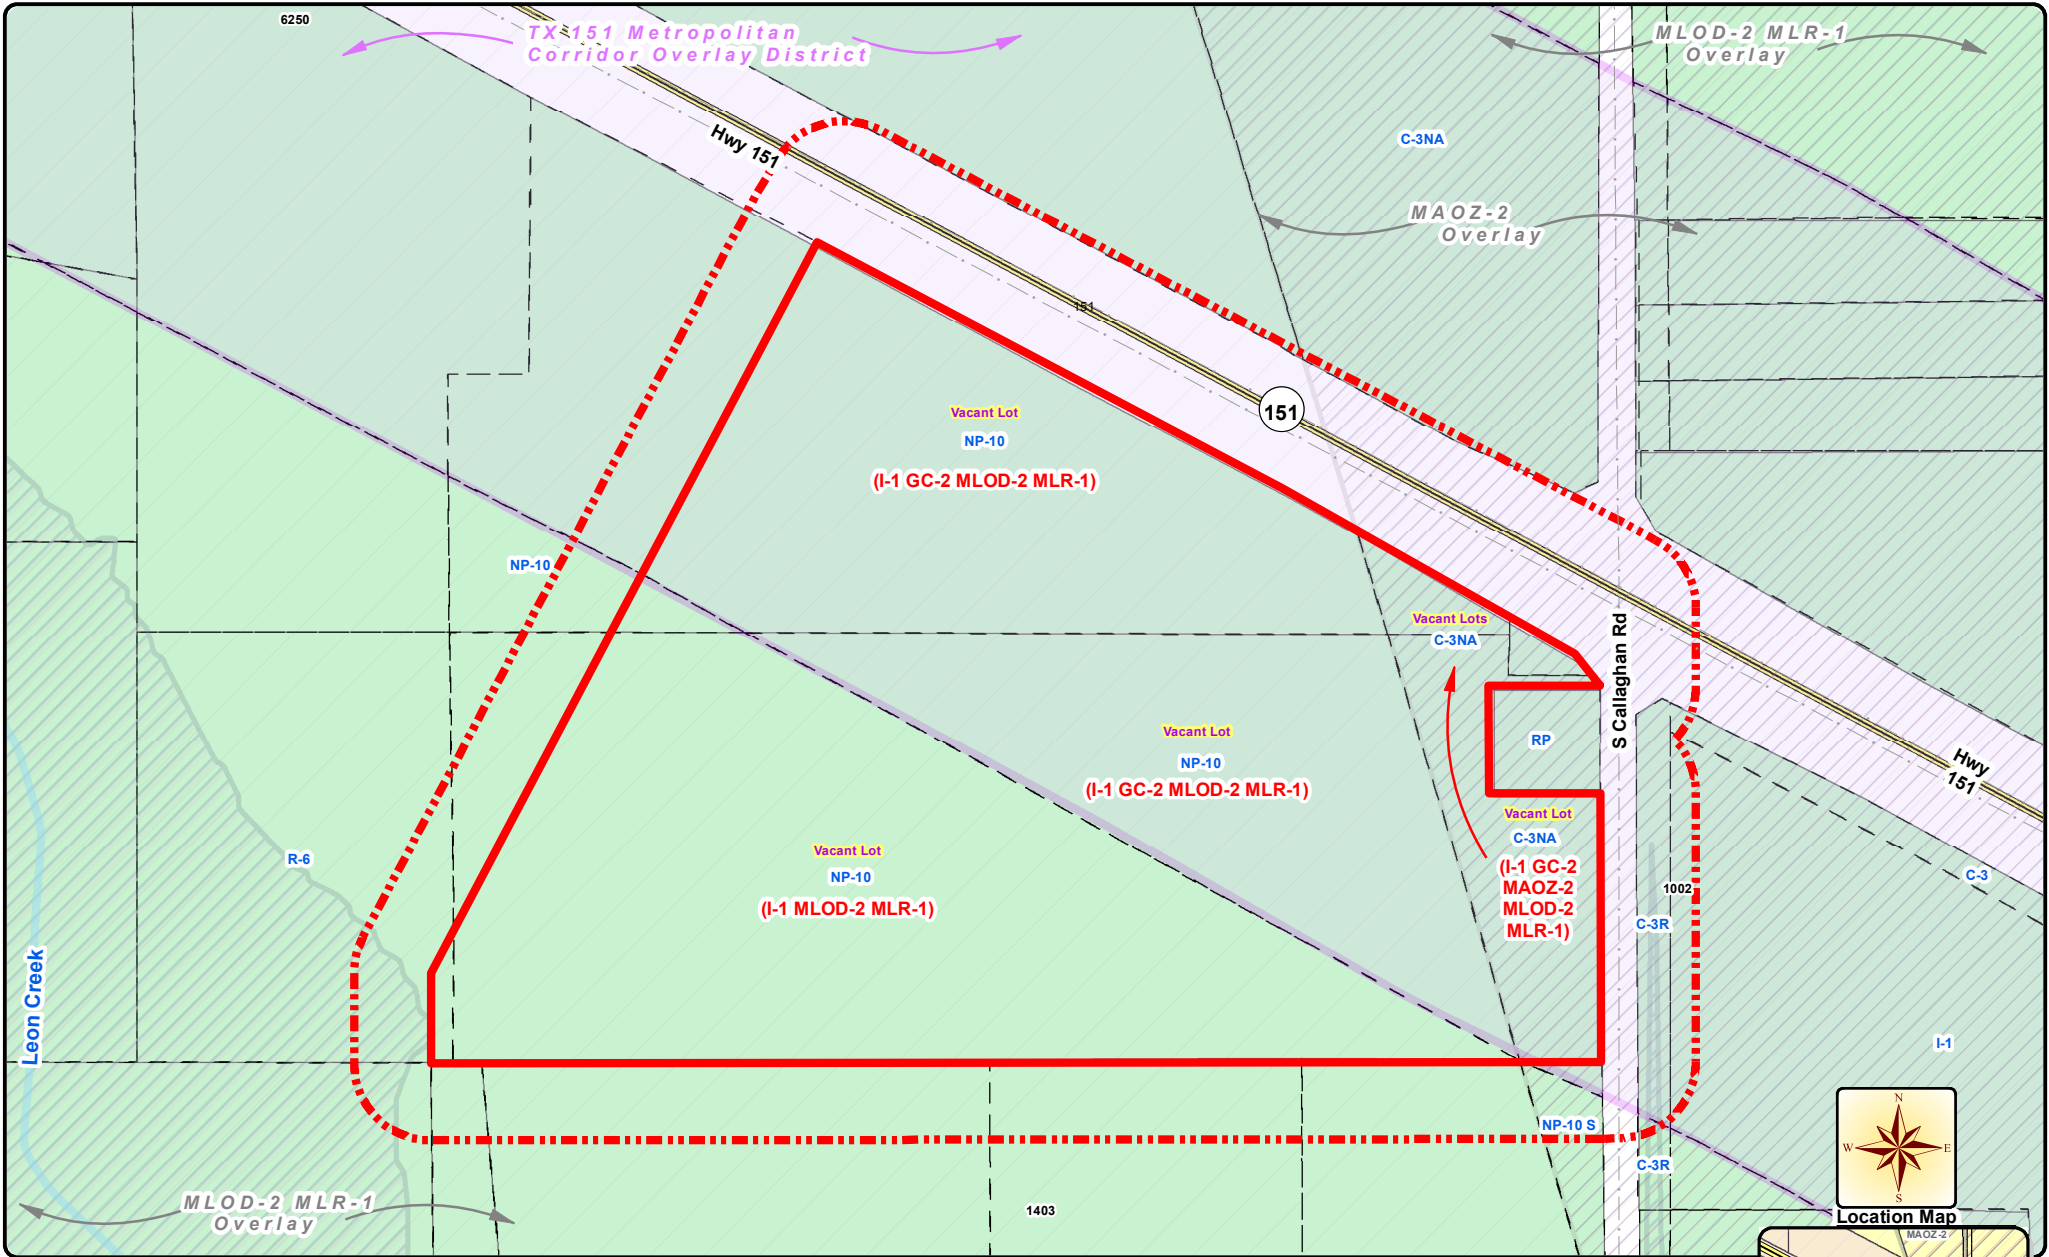 6250
TX 151 Metropolitan
Corridor Overlay District
MLOD-2 MLR-1
Overlay
Hwy 151
C-3NA
MAOZ-2
Overlay
151
151
Vacant Lot
NP-10
(I-1 GC-2 MLOD-2 MLR-1)
NP-10
Vacant Lots
C-3NA
S Callaghan Rd
Vacant Lot
NP-10
(I-1 GC-2 MLOD-2 MLR-1)
RP
Hwy
151
Vacant Lot
C-3NA
(I-1 GC-2
MAOZ-2
MLOD-2
MLR-1)
Vacant Lot
NP-10
(I-1 MLOD-2 MLR-1)
R-6
1002
C-3
C-3R
Leon Creek
I-1
NP-10 S
C-3R
MLOD-2 MLR-1
Overlay
1403
N
W
E
S
Location Map
MAOZ-2